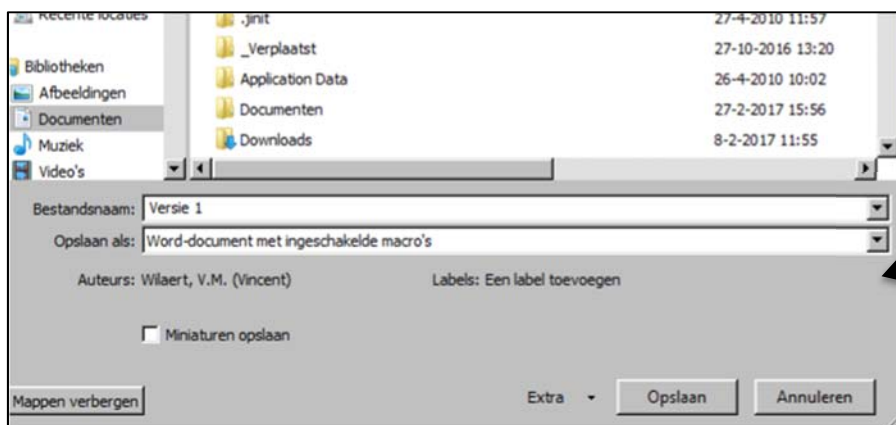 Recente locaties
Bibliotheken
Afbeeldingen
Documenten
Muziek
Video's
.jinit 27-4-2010 11:57
_Verplaatst 27-10-2016 13:20
Application Data 26-4-2010 10:02
Documenten 27-2-2017 15:56
Downloads 8-2-2017 11:55
Bestandsnaam: Versie 1
Opslaan als: Word-document met ingeschakelde macro's
Auteurs: Wilaert, V.M. (Vincent) Labels: Een label toevoegen
Miniaturen opslaan
Mappen verbergen Extra Opslaan Annuleren